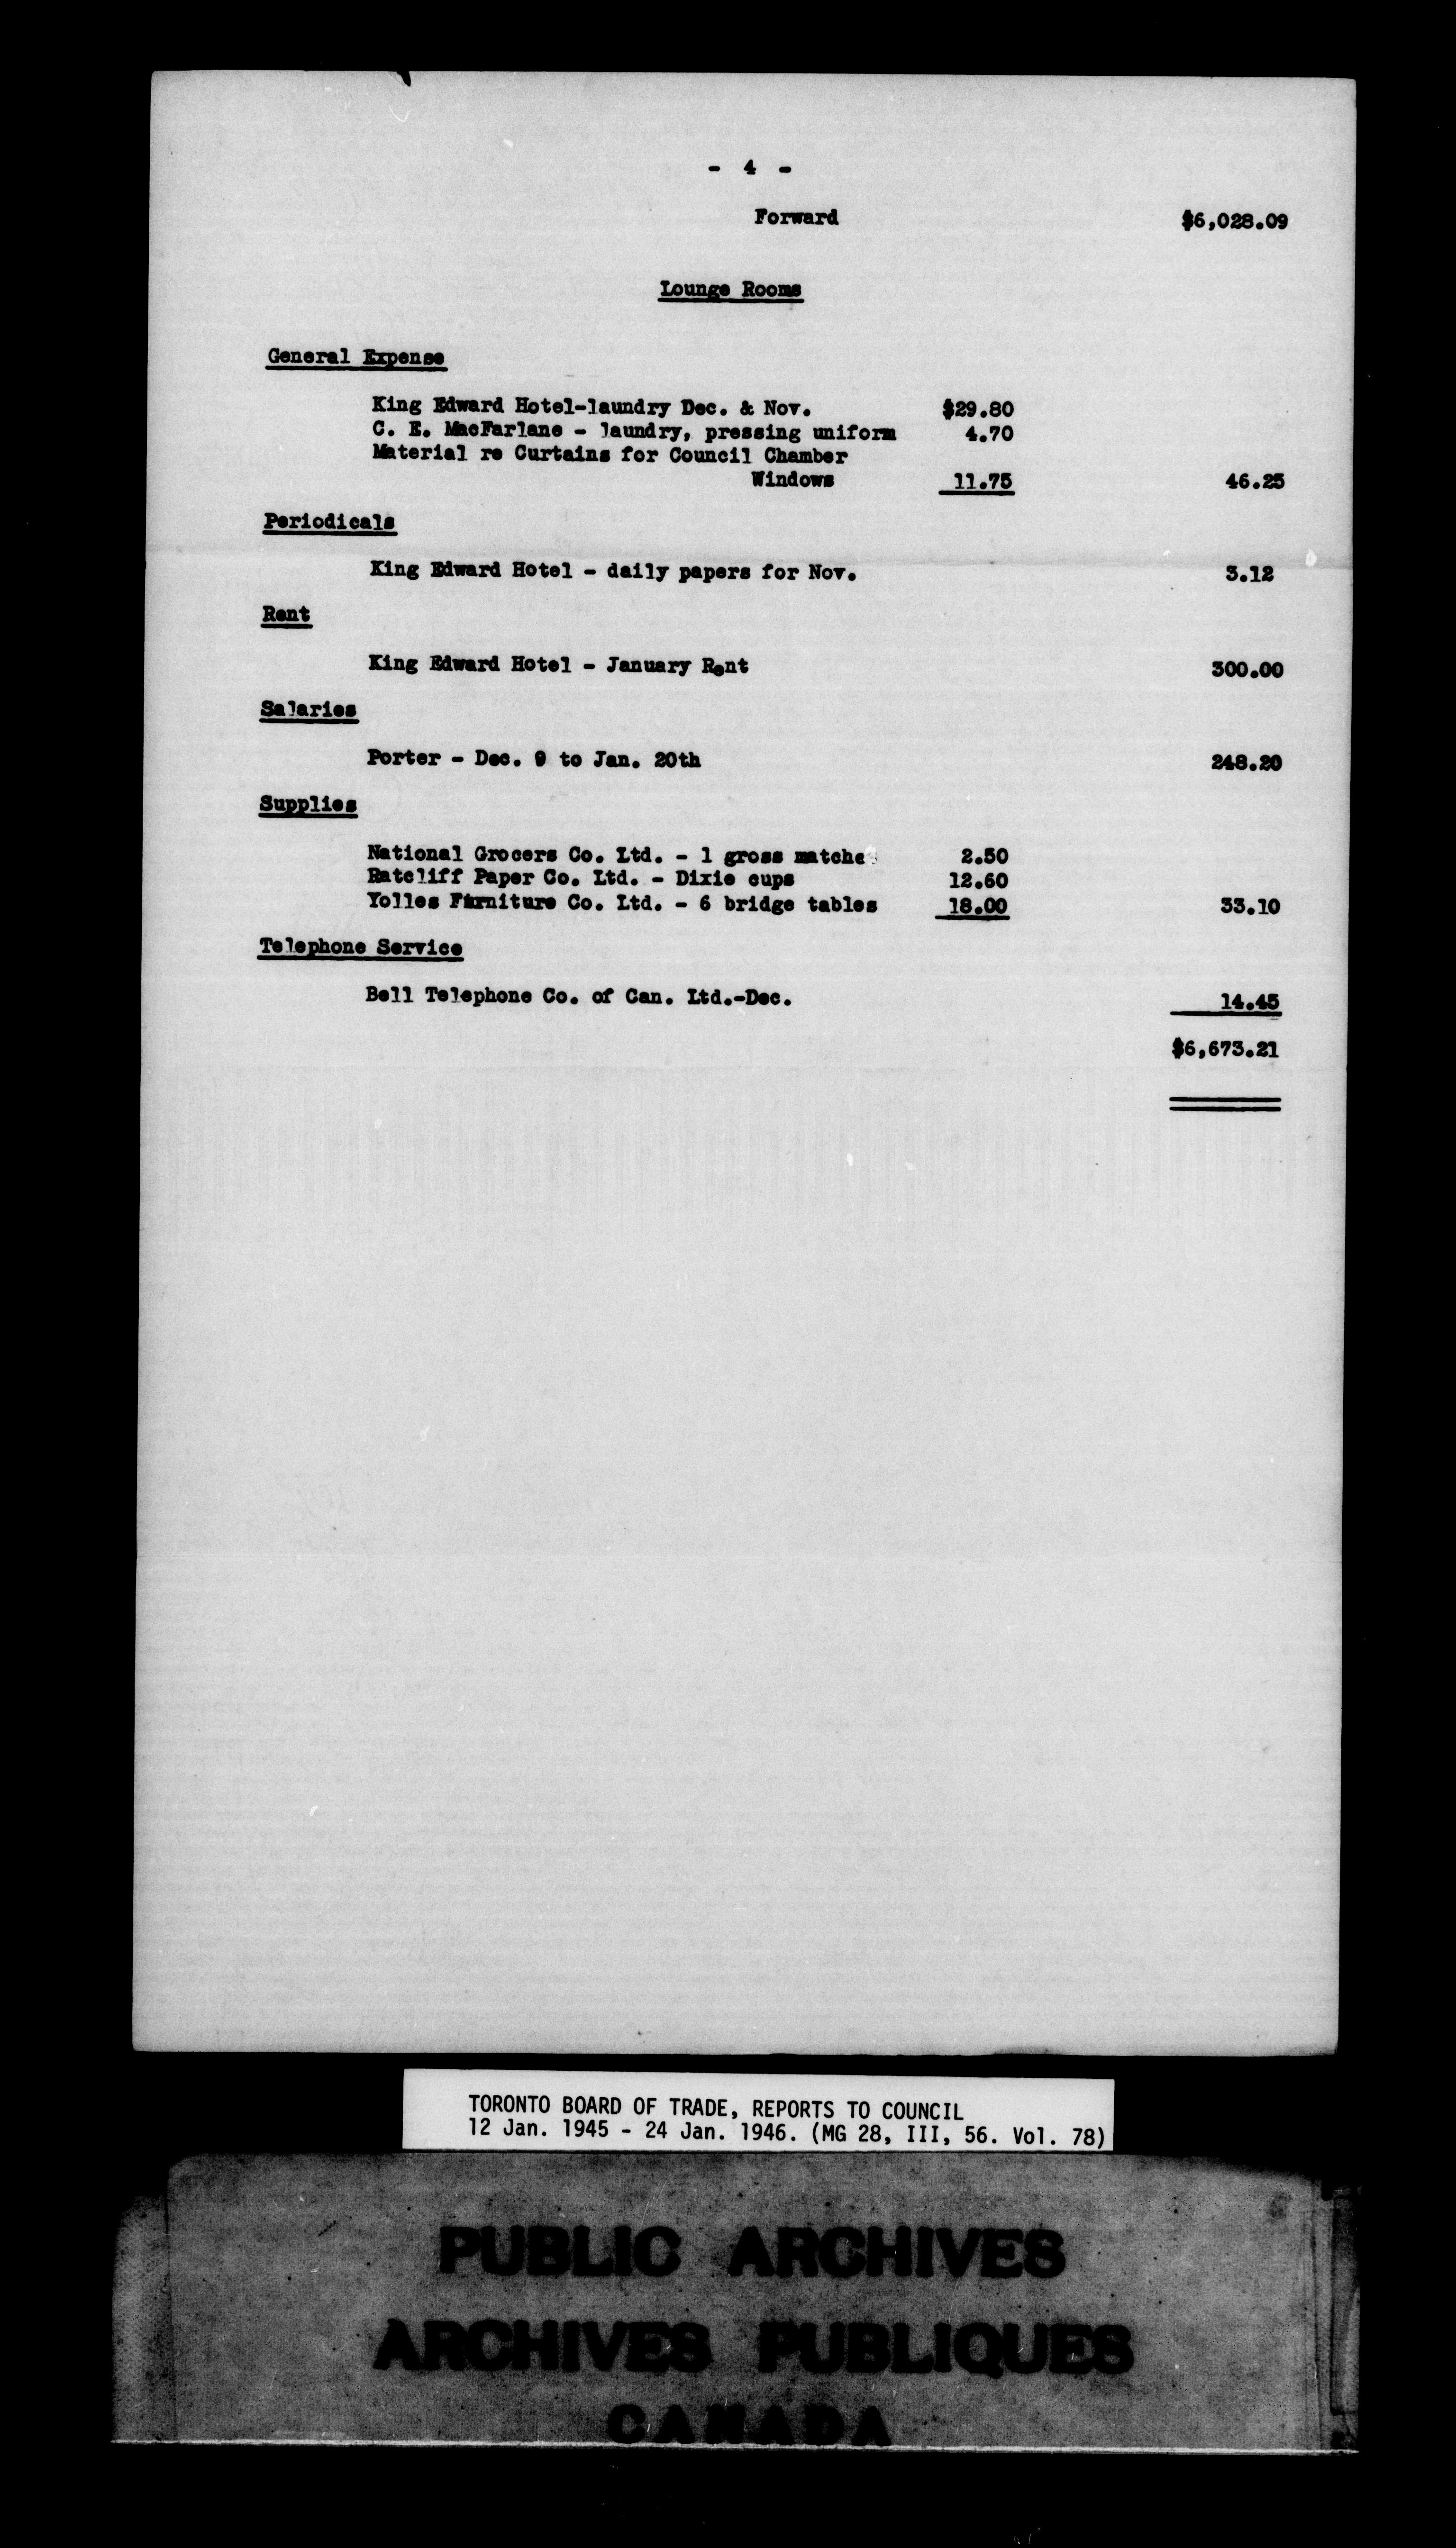 - 4 -
Forward $6,028.09
Lounge Rooms
General Expense
King Edward Hotel-laundry Dec. & Nov. $29.80
C. E. MacFarlane - laundry, pressing uniform 4.70
Material re Curtains for Council Chamber
Windows 11.75 46.25
Periodicals
King Edward Hotel - daily papers for Nov. 3.12
Rent
King Edward Hotel - January Rent 300.00
Salaries
Porter - Dec. 9 to Jan. 20th 248.20
Supplies
National Grocers Co. Ltd. - 1 gross matches 2.50
Ratcliff Paper Co. Ltd. - Dixie cups 12.60
Yolles Furniture Co. Ltd. - 6 bridge tables 18.00 33.10
Telephone Service
Bell Telephone Co. of Can. Ltd.-Dec. 14.45
$6,673.21
TORONTO BOARD OF TRADE, REPORTS TO COUNCIL
12 Jan. 1945 - 24 Jan. 1946. (MG 28, III, 56. Vol. 78)
PUBLIC ARCHIVES
ARCHIVES PUBLIQUES
CANADA